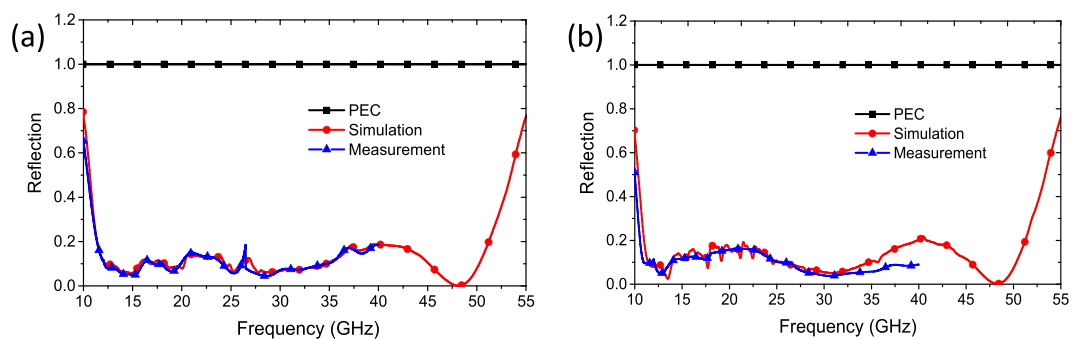 (a)
1.2
1.0
0.8
0.6
0.4
0.2
0.0
Reflection
PEC
Simulation
Measurement
10 15 20 25 30 35 40 45 50 55
Frequency (GHz)
(b)
1.2
1.0
0.8
0.6
0.4
0.2
0.0
Reflection
PEC
Simulation
Measurement
10 15 20 25 30 35 40 45 50 55
Frequency (GHz)